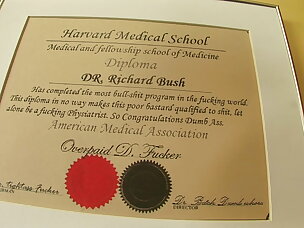 Harvard Medical School
Medical and fellowship school of Medicine
Diploma
DR. Richard Bush
Has completed the most bull-shit program in the fucking world.
This diploma in no way makes this poor bastard qualified to shit, let
alone be a fucking Physiatrist. So Congratulations Dumb Ass.
American Medical Association
Overpaid D. Fucker
Dr.
DIRECTOR